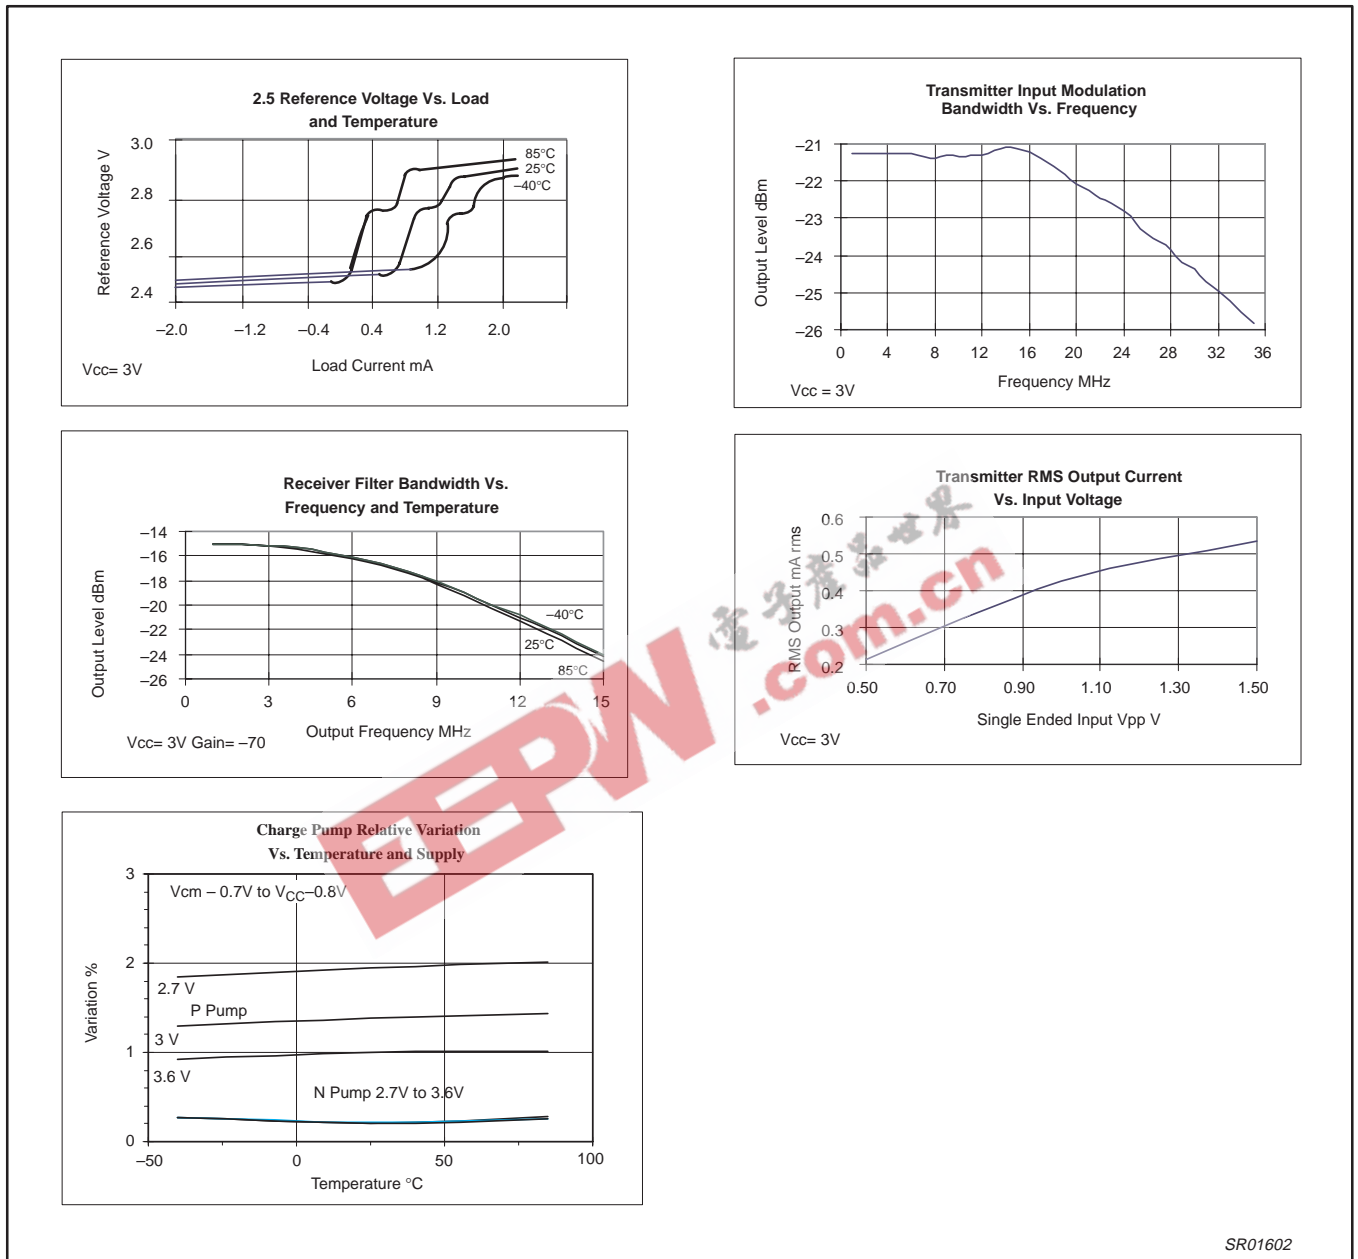 2.5 Reference Voltage Vs. Load
and Temperature
Reference Voltage V
3.0
2.8
2.6
2.4
85°C
25°C
–40°C
–2.0 –1.2 –0.4 0.4 1.2 2.0
Load Current mA
Vcc= 3V
Transmitter Input Modulation
Bandwidth Vs. Frequency
Output Level dBm
–21
–22
–23
–24
–25
–26
0 4 8 12 16 20 24 28 32 36
Frequency MHz
Vcc = 3V
Receiver Filter Bandwidth Vs.
Frequency and Temperature
Output Level dBm
–14
–16
–18
–20
–22
–24
–26
–40°C
25°C
85°C
0 3 6 9 12 15
Output Frequency MHz
Vcc= 3V Gain= –70
Transmitter RMS Output Current
Vs. Input Voltage
RMS Output mA rms
0.6
0.5
0.4
0.3
0.2
0.50 0.70 0.90 1.10 1.30 1.50
Single Ended Input Vpp V
Vcc= 3V
Charge Pump Relative Variation
Vs. Temperature and Supply
Variation %
3
2
1
0
Vcm – 0.7V to VCC–0.8V
2.7 V
P Pump
3 V
3.6 V
N Pump 2.7V to 3.6V
–50 0 50 100
Temperature °C
EEPW
.com.cn
電子產品世界
SR01602